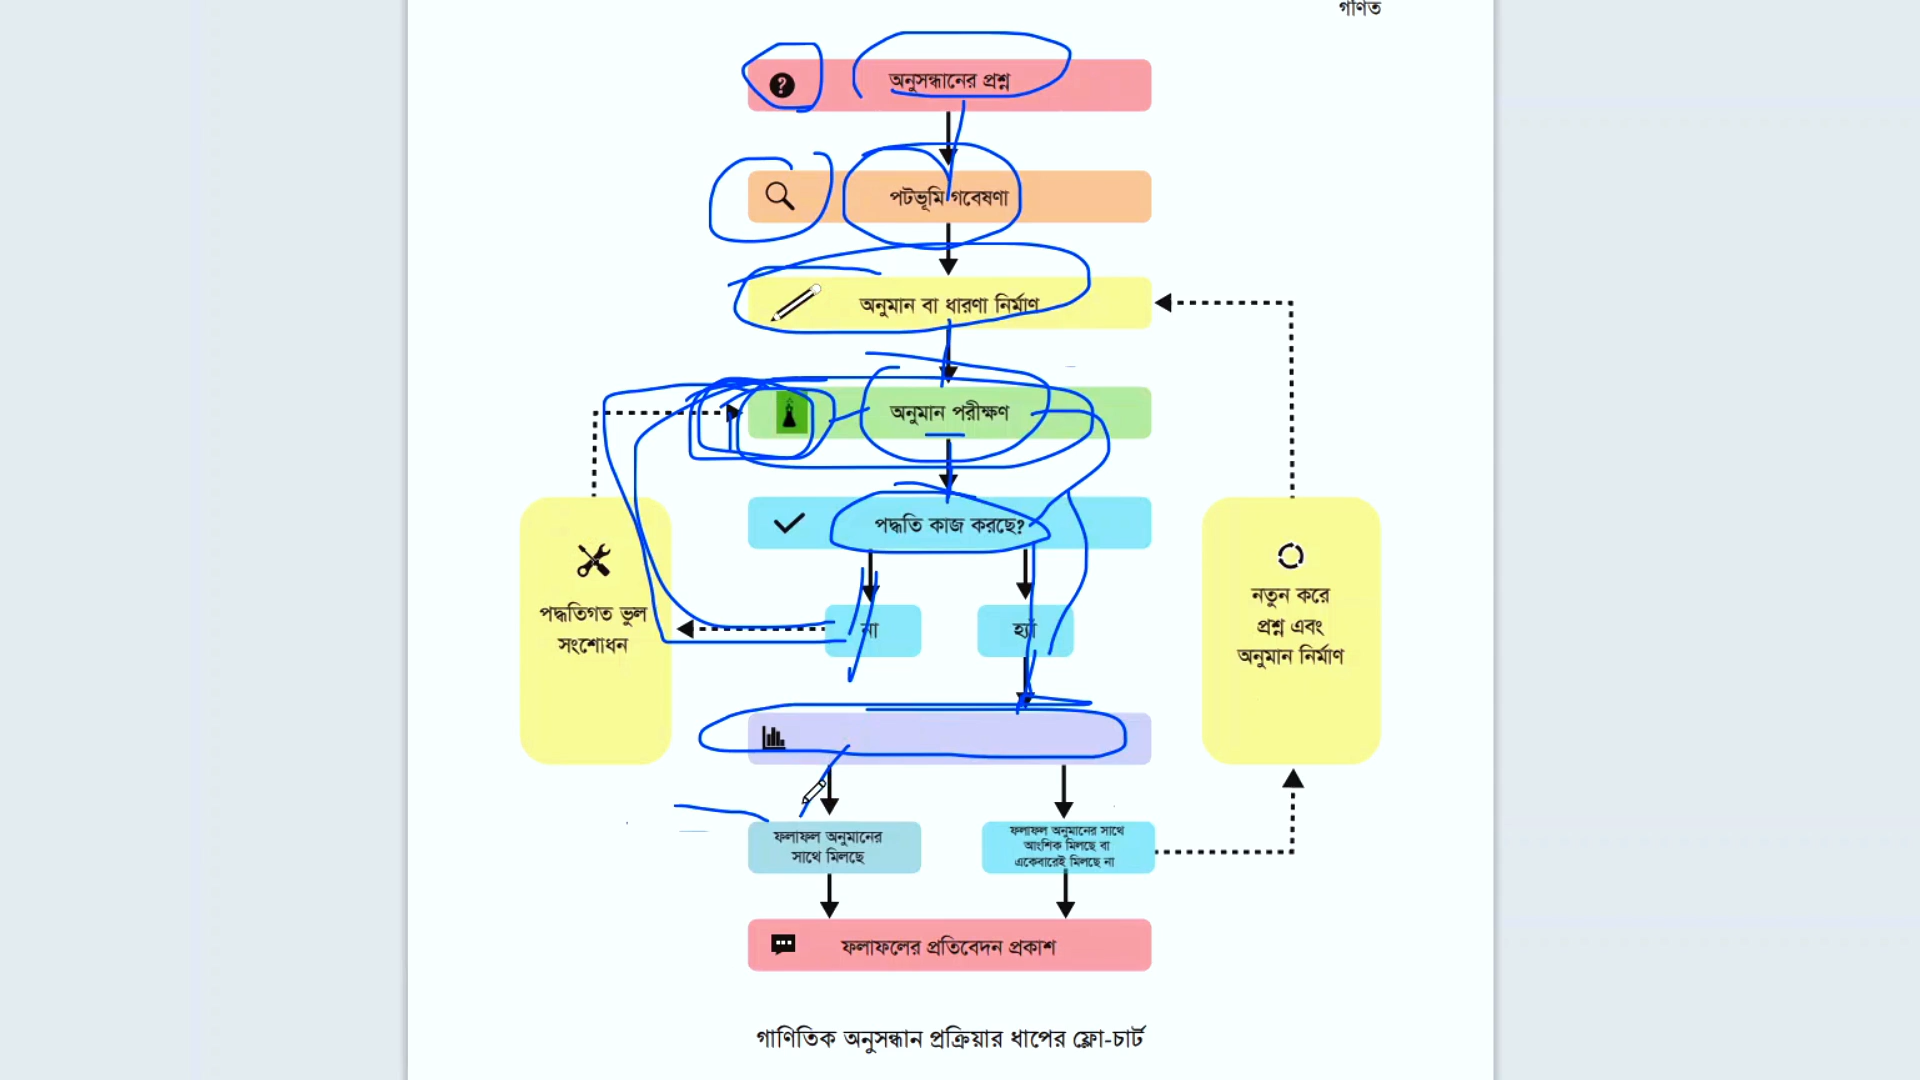 গণিত
অনুসন্ধানের প্রশ্ন
পটভূমি গবেষণা
অনুমান বা ধারণা নির্মাণ
অনুমান পরীক্ষণ
পদ্ধতি কাজ করছে?
পদ্ধতিগত ভুল
সংশোধন
না
হ্যাঁ
নতুন করে
প্রশ্ন এবং
অনুমান নির্মাণ
ফলাফল অনুমানের
সাথে মিলছে
ফলাফল অনুমানের সাথে
আংশিক মিলছে বা
একেবারেই মিলছে না
ফলাফলের প্রতিবেদন প্রকাশ
গাণিতিক অনুসন্ধান প্রক্রিয়ার ধাপের ফ্লো-চার্ট